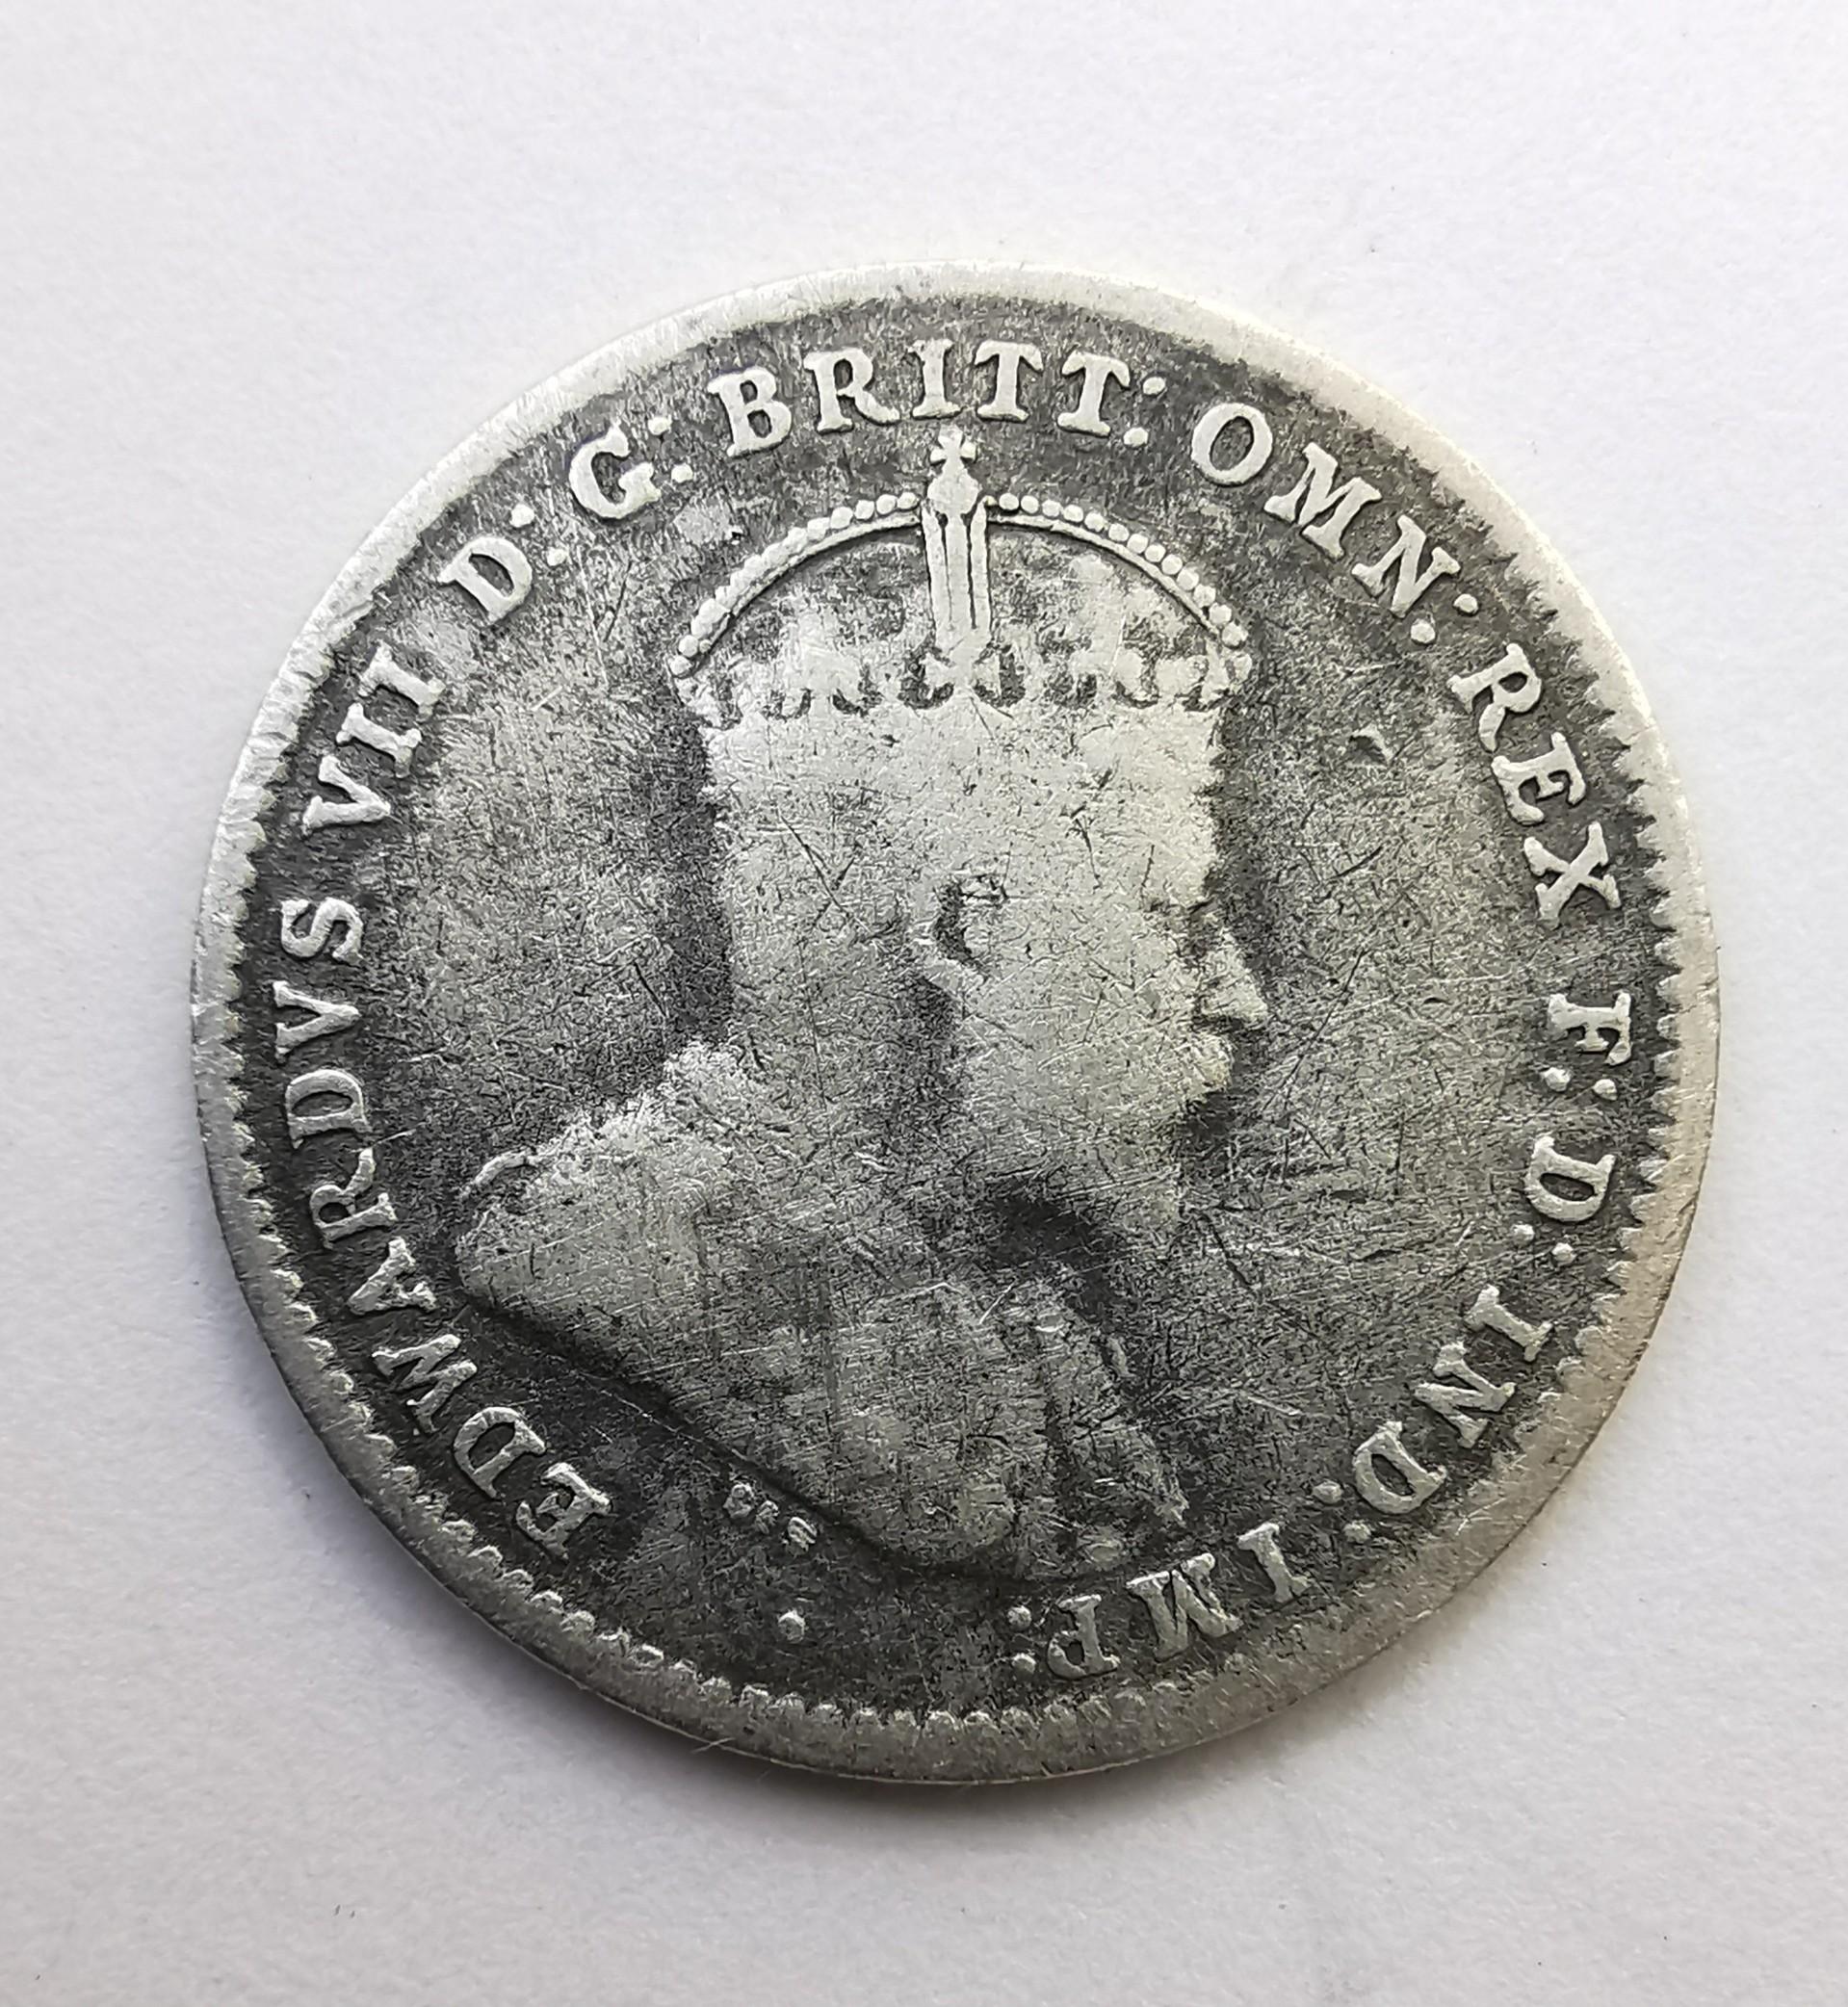 EDWARDVS VII D: G: BRITT: OMN: REX F: D: IND: IMP: